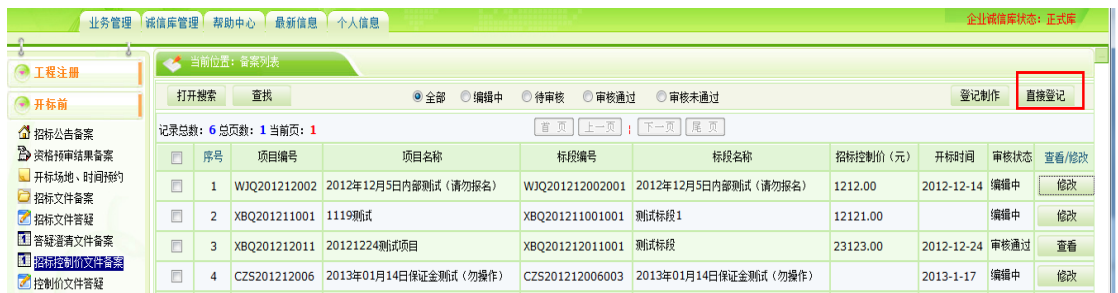 业务管理 诚信库管理 帮助中心 最新信息 个人信息 企业诚信库状态：正式库
工程注册
开标前
招标公告备案
资格预审结果备案
开标场地、时间预约
招标文件备案
招标文件答疑
答疑澄清文件备案
招标控制价文件备案
控制价文件答疑
当前位置：备案列表
打开搜索 查找 全部 编辑中 待审核 审核通过 审核未通过 登记制作 直接登记
记录总数：6 总页数：1 当前页：1 首 页 上一页 | 下一页 尾 页
序号 项目编号 项目名称 标段编号 标段名称 招标控制价（元） 开标时间 审核状态 查看/修改
1 WJQ201212002 2012年12月5日内部测试（请勿报名） WJQ201212002001 2012年12月5日内部测试（请勿报名） 1212.00 2012-12-14 编辑中 修改
2 XBQ201211001 1119测试 XBQ201211001001 测试标段1 12121.00 编辑中 修改
3 XBQ201212011 20121224测试项目 XBQ201212011001 测试标段 23123.00 2012-12-24 审核通过 查看
4 CZS201212006 2013年01月14日保证金测试（勿操作） CZS201212006003 2013年01月14日保证金测试（勿操作） 2013-1-17 编辑中 修改